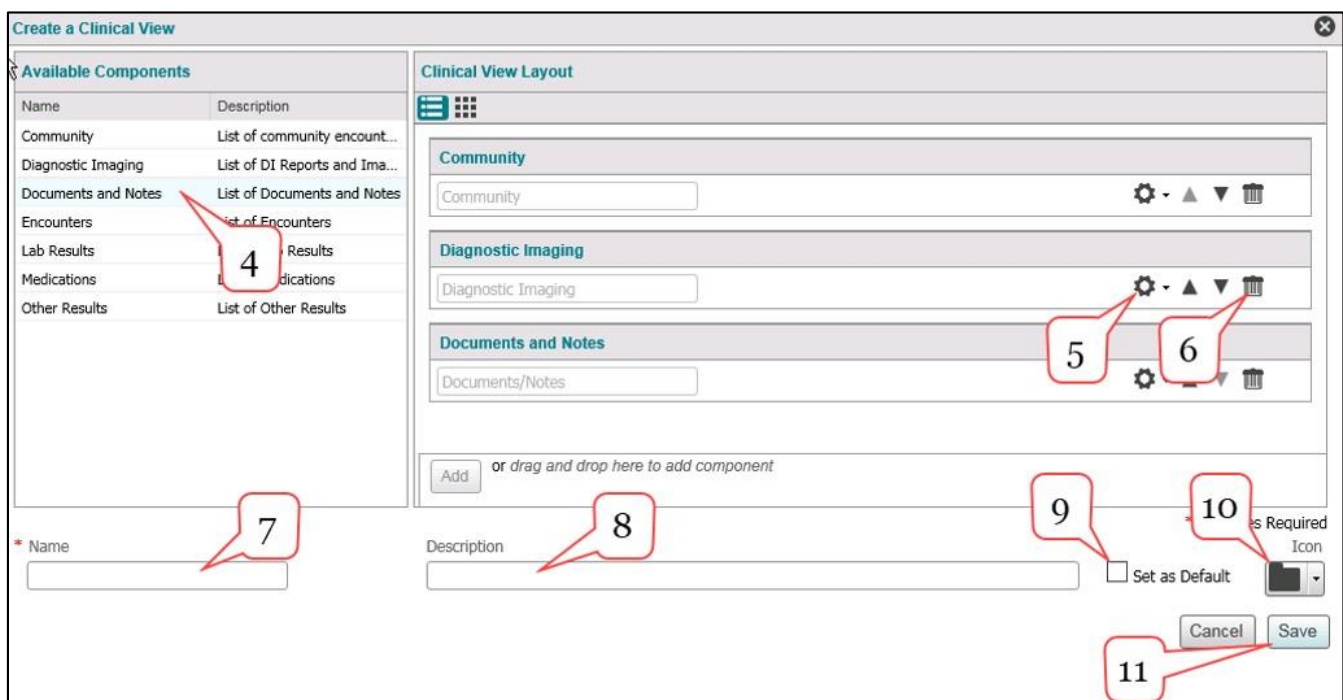 Create a Clinical View
Available Components
Name Description
Community List of community encount...
Diagnostic Imaging List of DI Reports and Ima...
Documents and Notes List of Documents and Notes
Encounters List of Encounters
Lab Results Results
Medications
Other Results List of Other Results
4
Clinical View Layout
Community
Community
Diagnostic Imaging
Diagnostic Imaging
5
6
Documents and Notes
Documents/Notes
Add or drag and drop here to add component
7
8
9
10
* Required
* Name
Description
Set as Default
Icon
Cancel Save
11